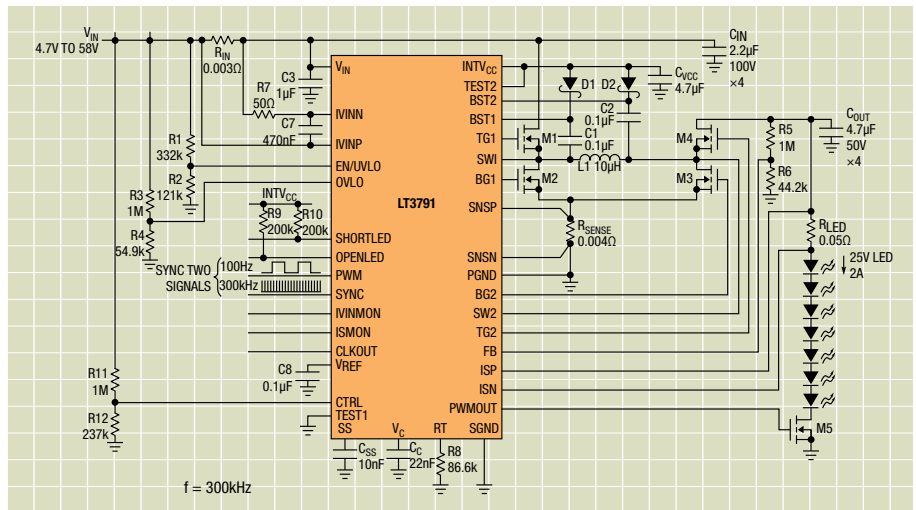 VIN
4.7V TO 58V
RIN
0.003Ω
R7
50Ω
C3
1µF
C7
470nF
R1
332k
R2
121k
R3
1M
R4
54.9k
INTVCC
R9
200k
R10
200k
SYNC TWO
SIGNALS
100Hz
300kHz
R11
1M
R12
237k
C8
0.1µF
VIN
IVINN
IVINP
EN/UVLO
OVLO
SHORTLED
OPENLED
PWM
SYNC
IVINMON
ISMON
CLKOUT
VREF
CTRL
TEST1
SS
VC
RT
SGND
LT3791
INTVCC
TEST2
BST2
BST1
TG1
SWI
BG1
SNSP
SNSN
PGND
BG2
SW2
TG2
FB
ISP
ISN
PWMOUT
CSS
10nF
CC
22nF
R8
86.6k
f = 300kHz
D1
D2
CVCC
4.7µF
C2
0.1µF
C1
0.1µF
L1 10µH
M1
M2
M4
M3
RSENSE
0.004Ω
CIN
2.2µF
100V
×4
COUT
4.7µF
50V
×4
R5
1M
R6
44.2k
RLED
0.05Ω
25V LED
2A
M5